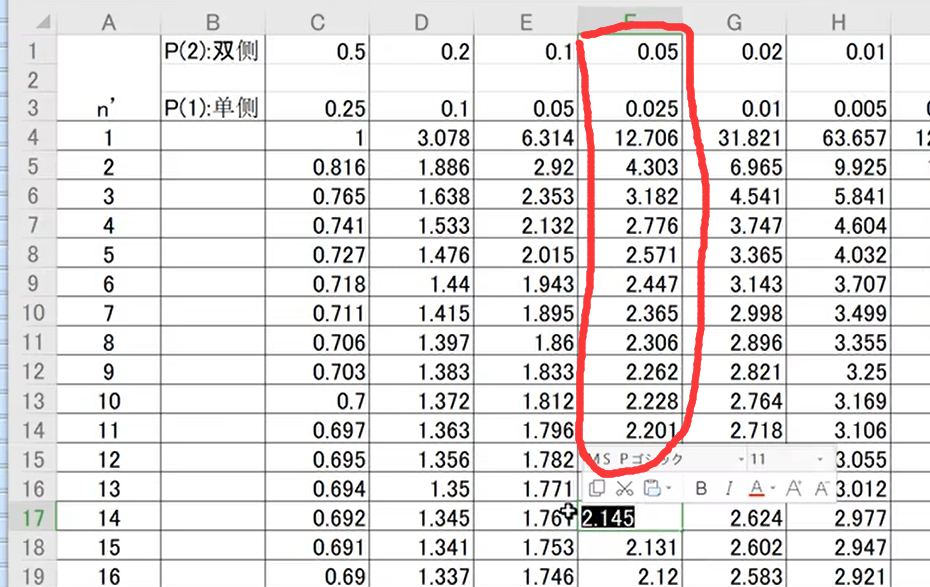 A B C D E F G H
1 P(2):双侧 0.5 0.2 0.1 0.05 0.02 0.01
2
3 n' P(1):单侧 0.25 0.1 0.05 0.025 0.01 0.005
4 1 1 3.078 6.314 12.706 31.821 63.657
5 2 0.816 1.886 2.92 4.303 6.965 9.925
6 3 0.765 1.638 2.353 3.182 4.541 5.841
7 4 0.741 1.533 2.132 2.776 3.747 4.604
8 5 0.727 1.476 2.015 2.571 3.365 4.032
9 6 0.718 1.44 1.943 2.447 3.143 3.707
10 7 0.711 1.415 1.895 2.365 2.998 3.499
11 8 0.706 1.397 1.86 2.306 2.896 3.355
12 9 0.703 1.383 1.833 2.262 2.821 3.25
13 10 0.7 1.372 1.812 2.228 2.764 3.169
14 11 0.697 1.363 1.796 2.201 2.718 3.106
15 12 0.695 1.356 1.782 MS Pゴシック 11 3.055
16 13 0.694 1.35 1.771 B I A A A 3.012
17 14 0.692 1.345 2.145 2.624 2.977
18 15 0.691 1.341 1.753 2.131 2.602 2.947
19 16 0.69 1.337 1.746 2.12 2.583 2.921